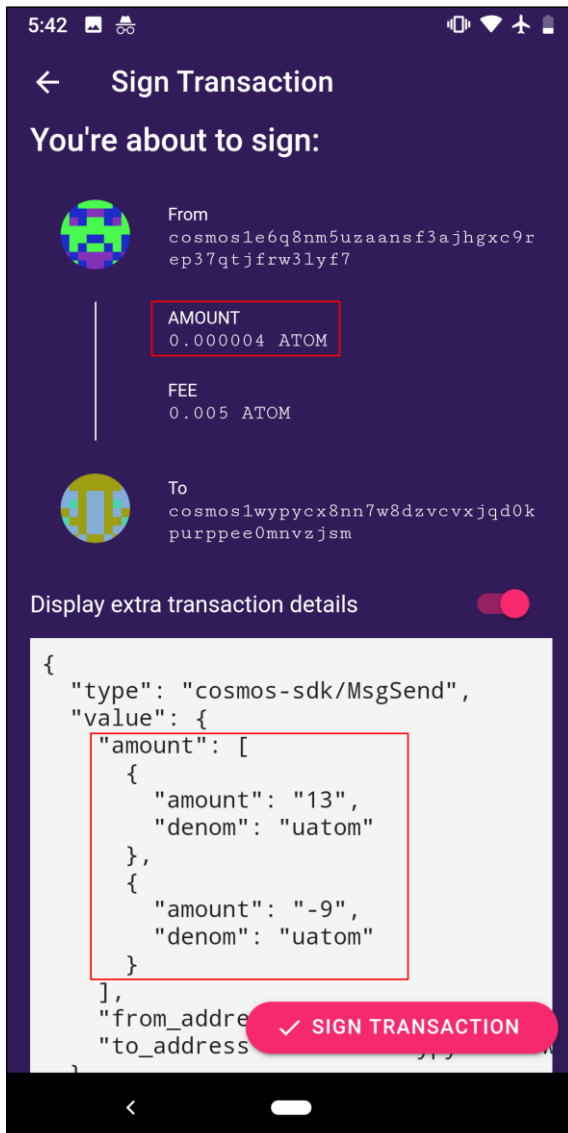 5:42
Sign Transaction
You're about to sign:
From
cosmos1e6q8nm5uzaansf3ajhgxc9r
ep37qtjfrw3lyf7
AMOUNT
0.000004 ATOM
FEE
0.005 ATOM
To
cosmos1wypycx8nn7w8dzvcvxjqd0k
purppee0mnvzjsm
Display extra transaction details
{
"type": "cosmos-sdk/MsgSend",
"value": {
"amount": [
{
"amount": "13",
"denom": "uatom"
},
{
"amount": "-9",
"denom": "uatom"
}
],
"from_addre
SIGN TRANSACTION
"to_address